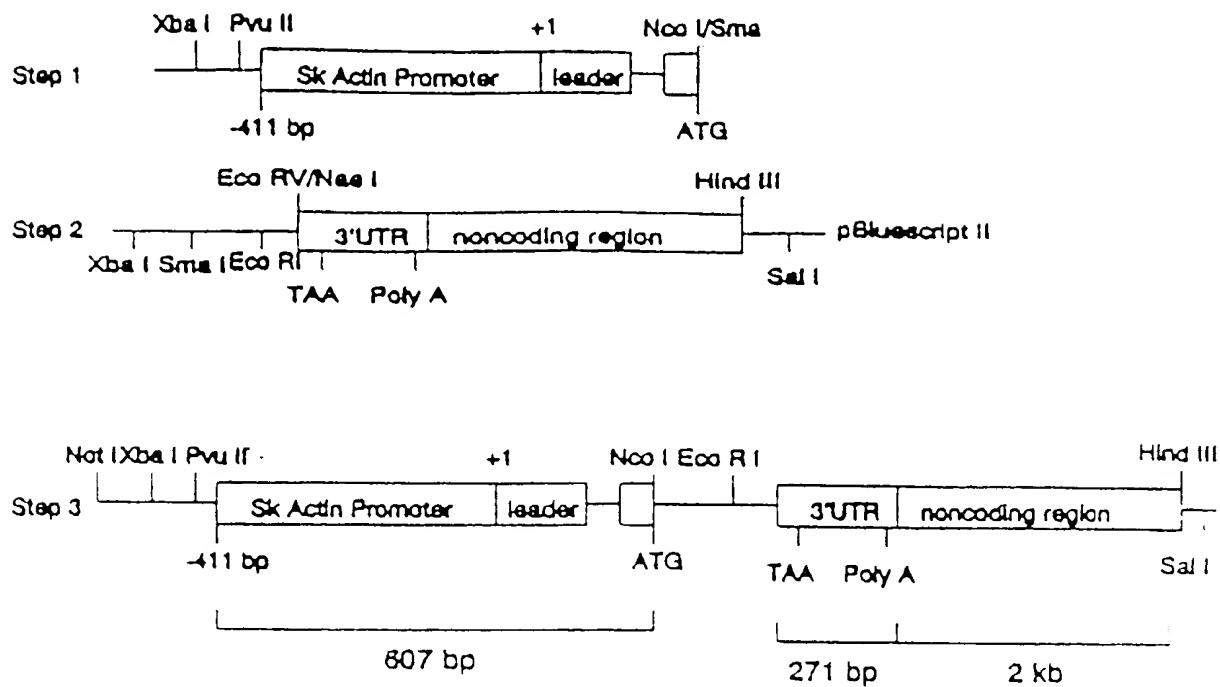 Xba I Pvu II +1 Nco I/Sma
Step 1 Sk Actin Promoter leader
-411 bp ATG
Eco RV/Nae I Hind III
Step 2 3'UTR noncoding region pBluescript II
Xba I Sma I Eco RI Sal I
TAA Poly A
Not I Xba I Pvu II +1 Nco I Eco R I Hind III
Step 3 Sk Actin Promoter leader 3'UTR noncoding region
-411 bp ATG TAA Poly A Sal I
607 bp 271 bp 2 kb